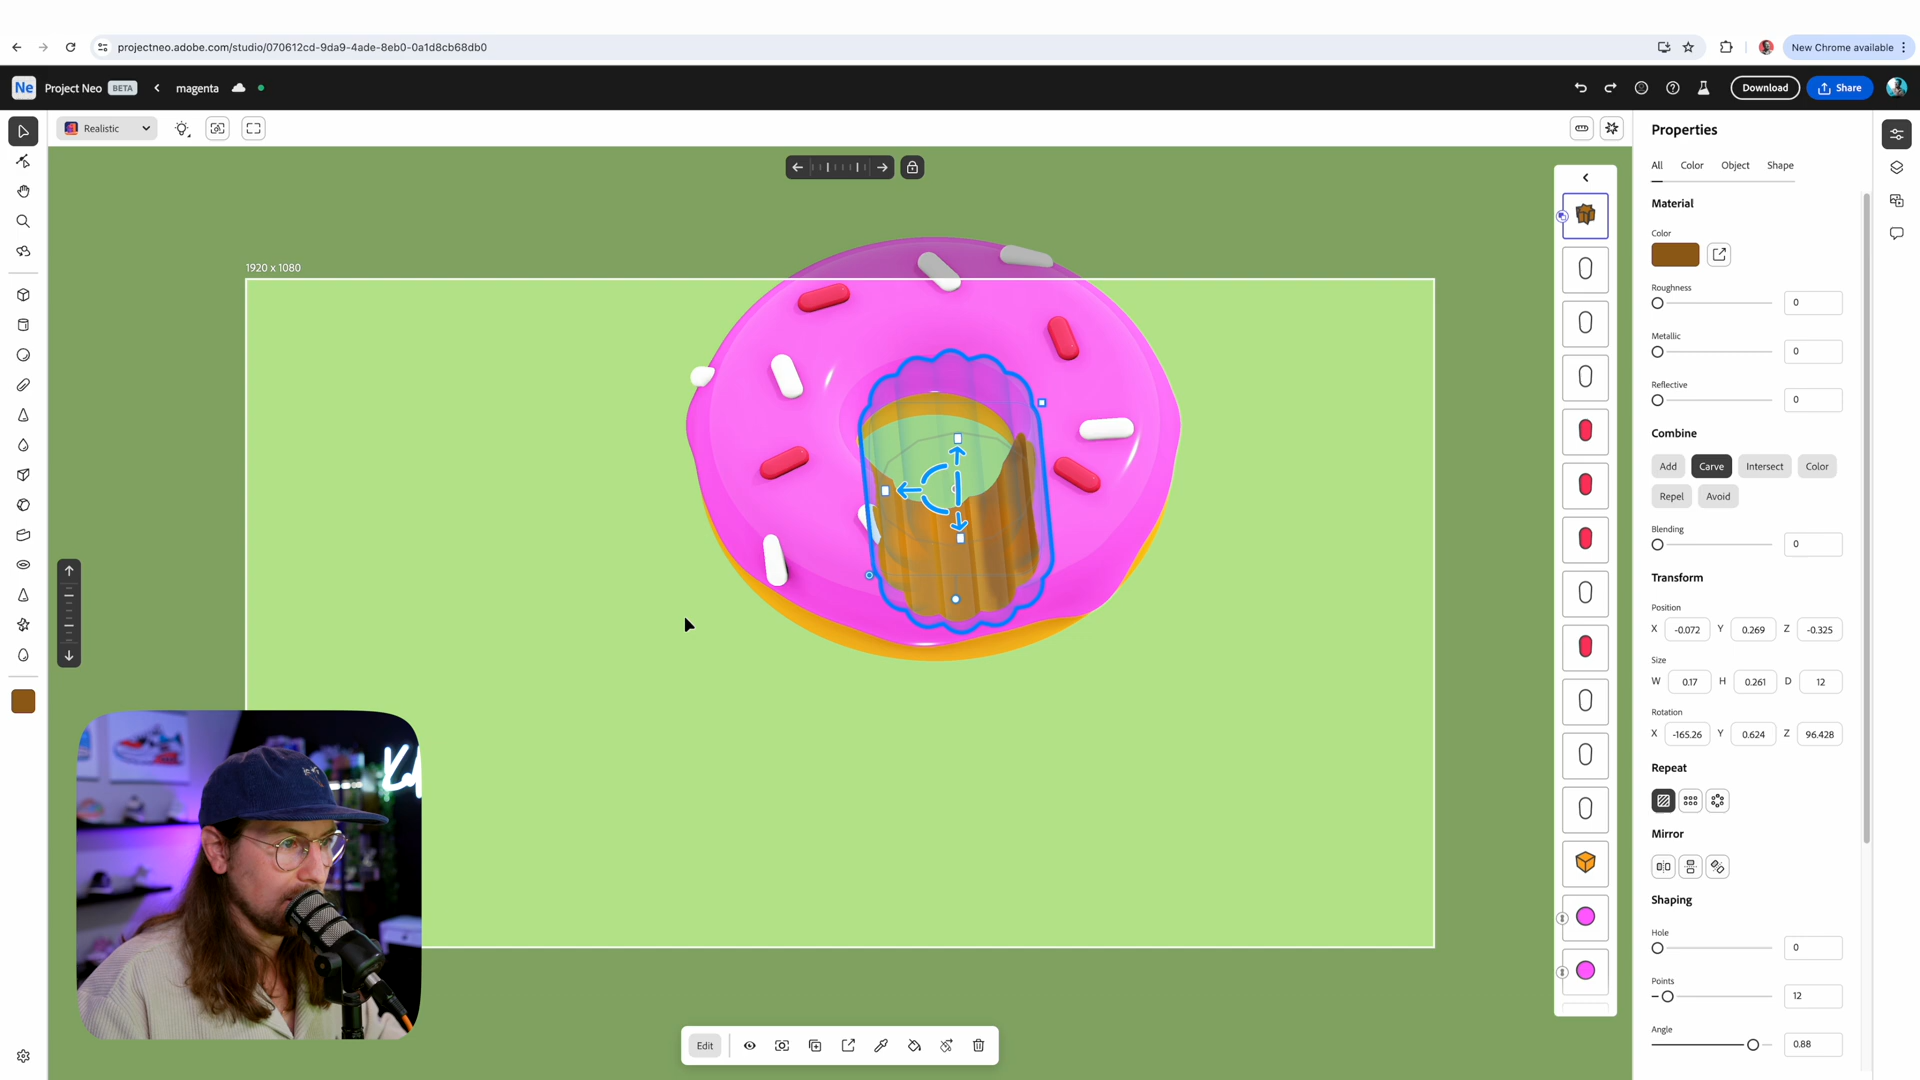 projectneo.adobe.com/studio/070612cd-9da9-4ade-8eb0-0a1d8cb68db0
New Chrome available
Ne Project Neo BETA magenta
Download
Share
Realistic
1920 x 1080
Properties
All Color Object Shape
Material
Color
Roughness
0
Metallic
0
Reflective
0
Combine
Add Carve Intersect Color
Repel Avoid
Blending
0
Transform
Position
X -0.072 Y 0.269 Z -0.325
Size
W 0.17 H 0.261 D 12
Rotation
X -165.26 Y 0.624 Z 96.428
Repeat
Mirror
Shaping
Hole
0
Points
12
Angle
0.88
Edit